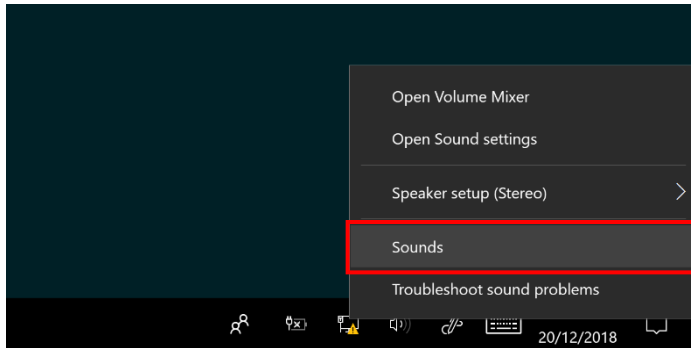 Open Volume Mixer
Open Sound settings
Speaker setup (Stereo)
Sounds
Troubleshoot sound problems
20/12/2018